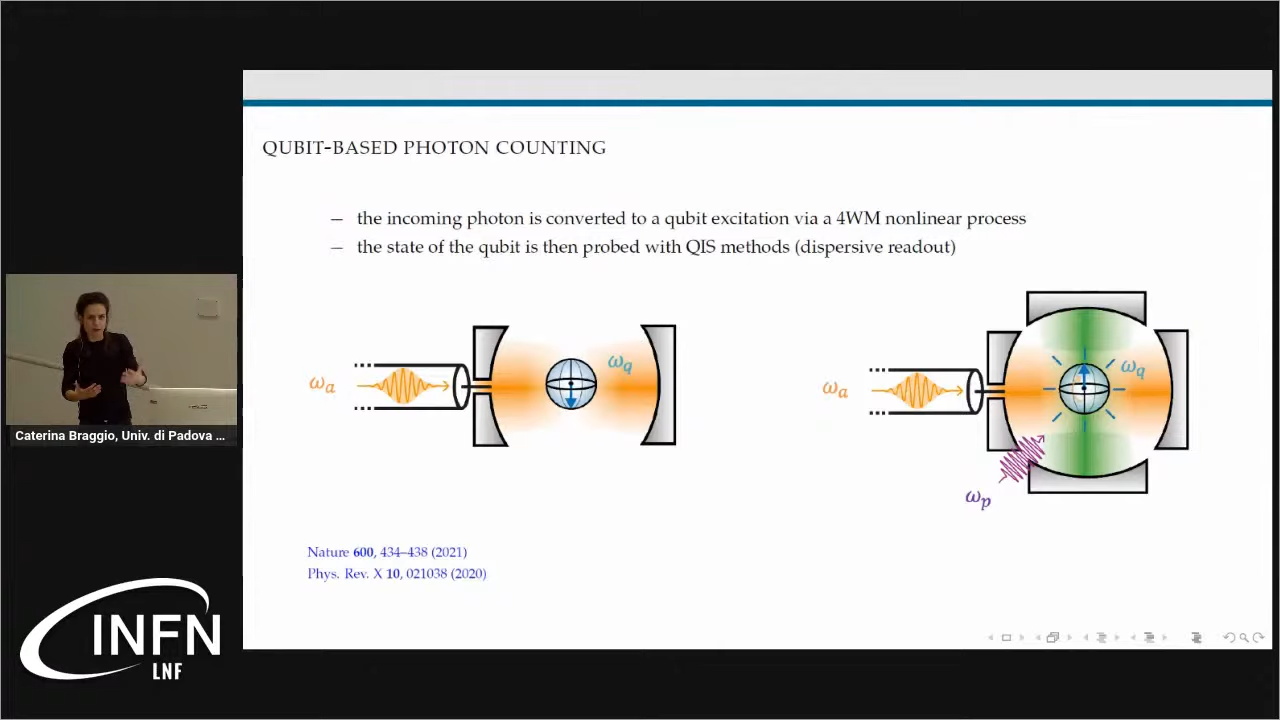 QUBIT-BASED PHOTON COUNTING
– the incoming photon is converted to a qubit excitation via a 4WM nonlinear process
– the state of the qubit is then probed with QIS methods (dispersive readout)
ωa
ωq
ωa
ωq
ωp
Nature 600, 434–438 (2021)
Phys. Rev. X 10, 021038 (2020)
Caterina Braggio, Univ. di Padova ...
INFN
LNF